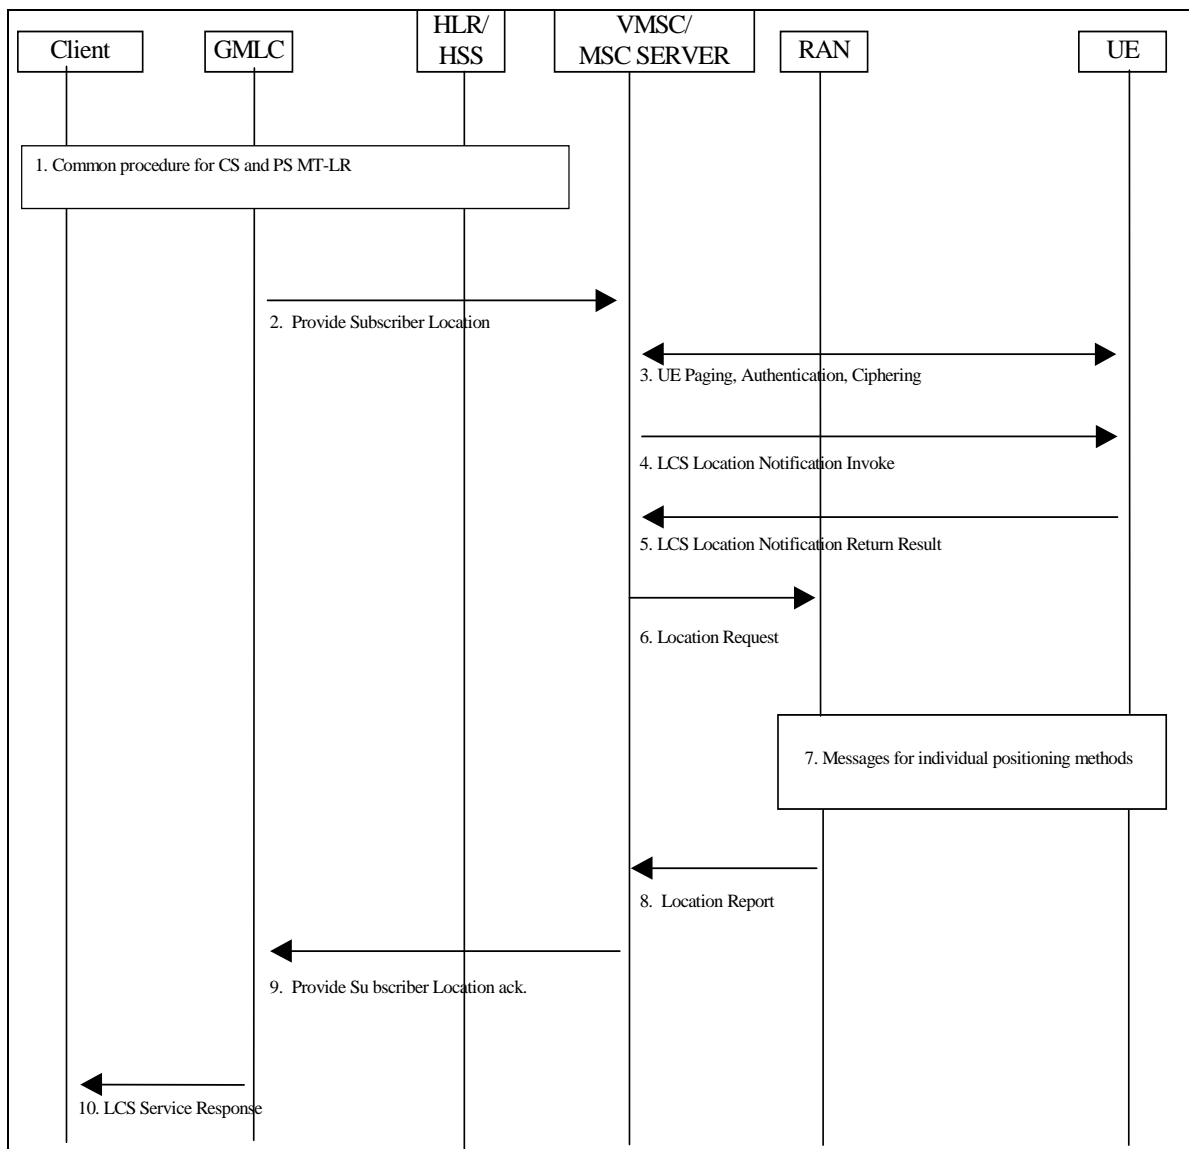 Client
GMLC
HLR/
HSS
VMSC/
MSC SERVER
RAN
UE
1. Common procedure for CS and PS MT-LR
2. Provide Subscriber Location
3. UE Paging, Authentication, Ciphering
4. LCS Location Notification Invoke
5. LCS Location Notification Return Result
6. Location Request
7. Messages for individual positioning methods
8. Location Report
9. Provide Su bscriber Location ack.
10. LCS Service Response